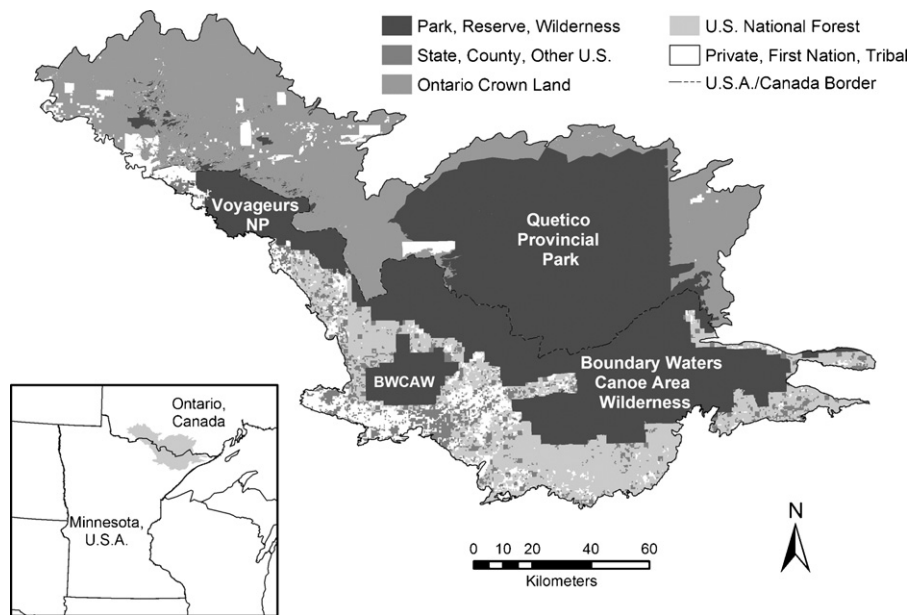 Park, Reserve, Wilderness
State, County, Other U.S.
Ontario Crown Land
U.S. National Forest
Private, First Nation, Tribal
U.S.A./Canada Border
Voyageurs
NP
Quetico
Provincial
Park
Boundary Waters
Canoe Area
Wilderness
BWCAW
Ontario,
Canada
Minnesota,
U.S.A.
N
0 10 20 40 60
Kilometers